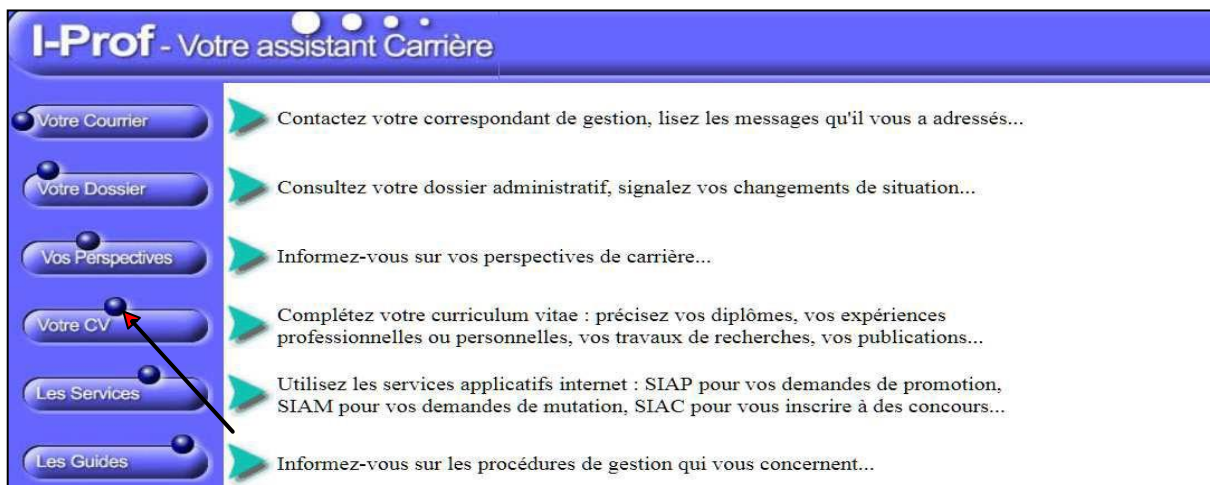 I-Prof - Votre assistant Carrière
Votre Courrier
Contactez votre correspondant de gestion, lisez les messages qu'il vous a adressés...
Votre Dossier
Consultez votre dossier administratif, signalez vos changements de situation...
Vos Perspectives
Informez-vous sur vos perspectives de carrière...
Votre CV
Complétez votre curriculum vitae : précisez vos diplômes, vos expériences
professionnelles ou personnelles, vos travaux de recherches, vos publications...
Les Services
Utilisez les services applicatifs internet : SIAP pour vos demandes de promotion,
SIAM pour vos demandes de mutation, SIAC pour vous inscrire à des concours...
Les Guides
Informez-vous sur les procédures de gestion qui vous concernent...